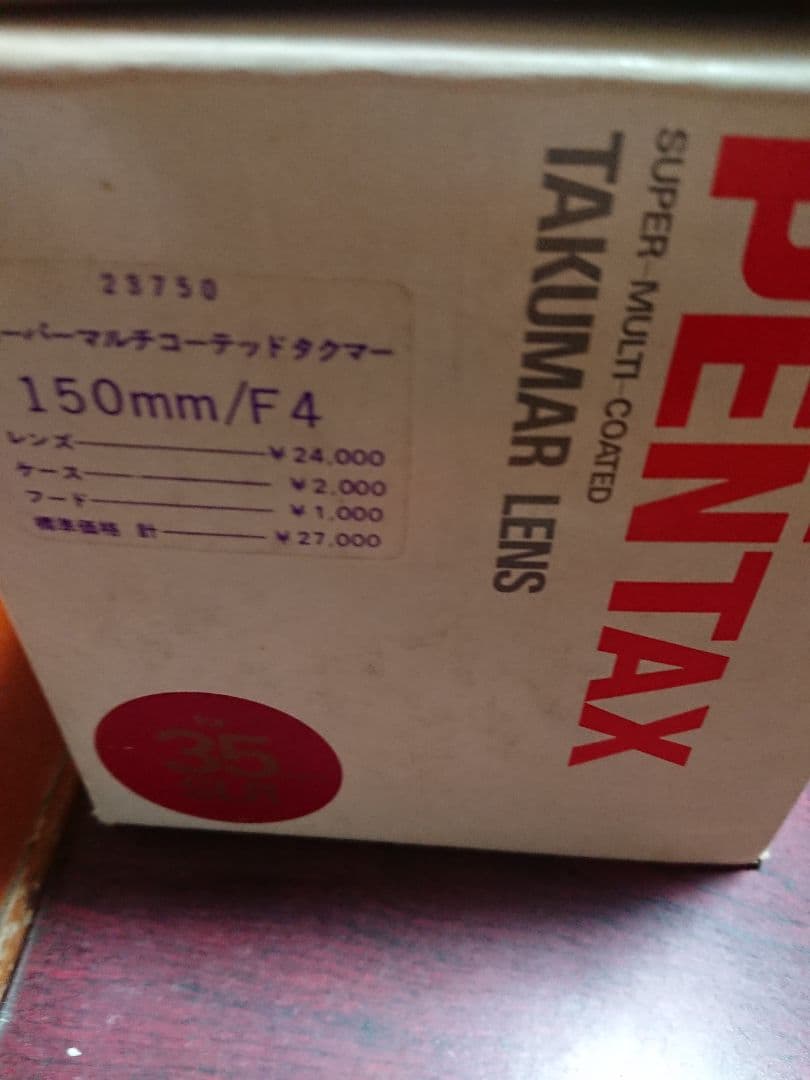 PENTAX
SUPER-MULTI-COATED
TAKUMAR LENS
23750
ーパーマルチコーテッドタクマー
150mm/F4
レンズ ¥24,000
ケース ¥2,000
フード ¥1,000
標準価格 計 ¥27,000
35